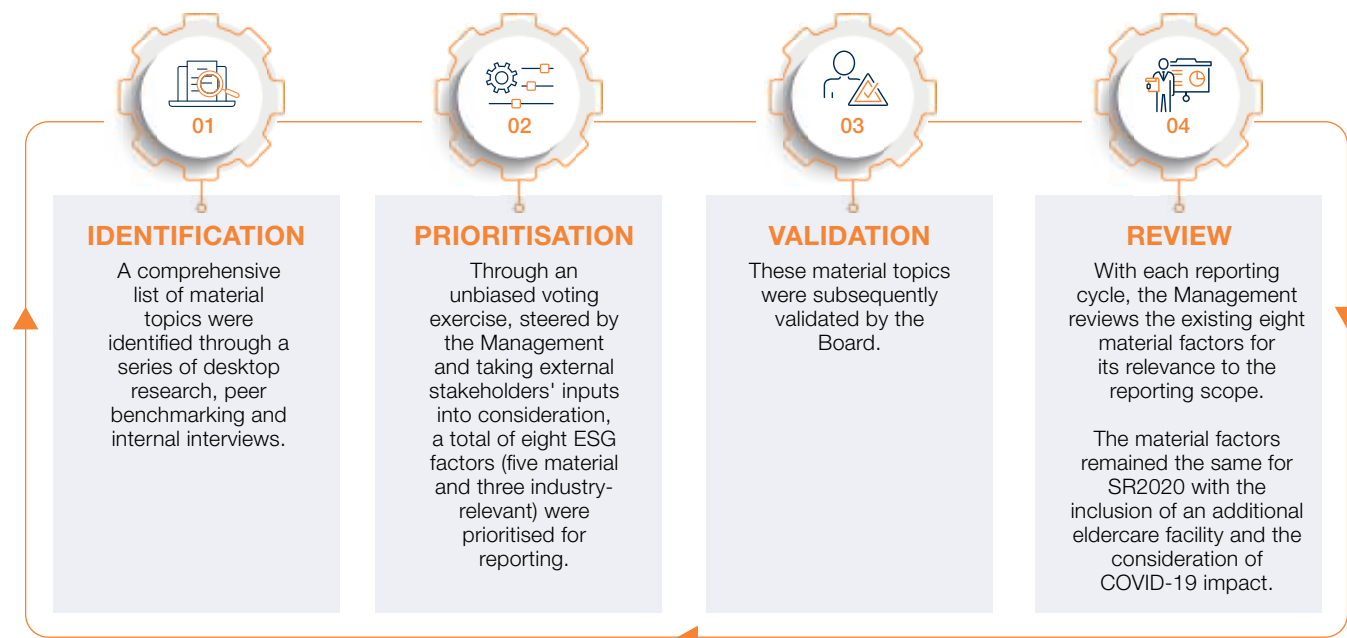 01
IDENTIFICATION
A comprehensive
list of material
topics were
identified through a
series of desktop
research, peer
benchmarking and
internal interviews.
02
PRIORITISATION
Through an
unbiased voting
exercise, steered by
the Management
and taking external
stakeholders' inputs
into consideration,
a total of eight ESG
factors (five material
and three industry-
relevant) were
prioritised for
reporting.
03
VALIDATION
These material topics
were subsequently
validated by the
Board.
04
REVIEW
With each reporting
cycle, the Management
reviews the existing eight
material factors for
its relevance to the
reporting scope.
The material factors
remained the same for
SR2020 with the
inclusion of an additional
eldercare facility and the
consideration of
COVID-19 impact.